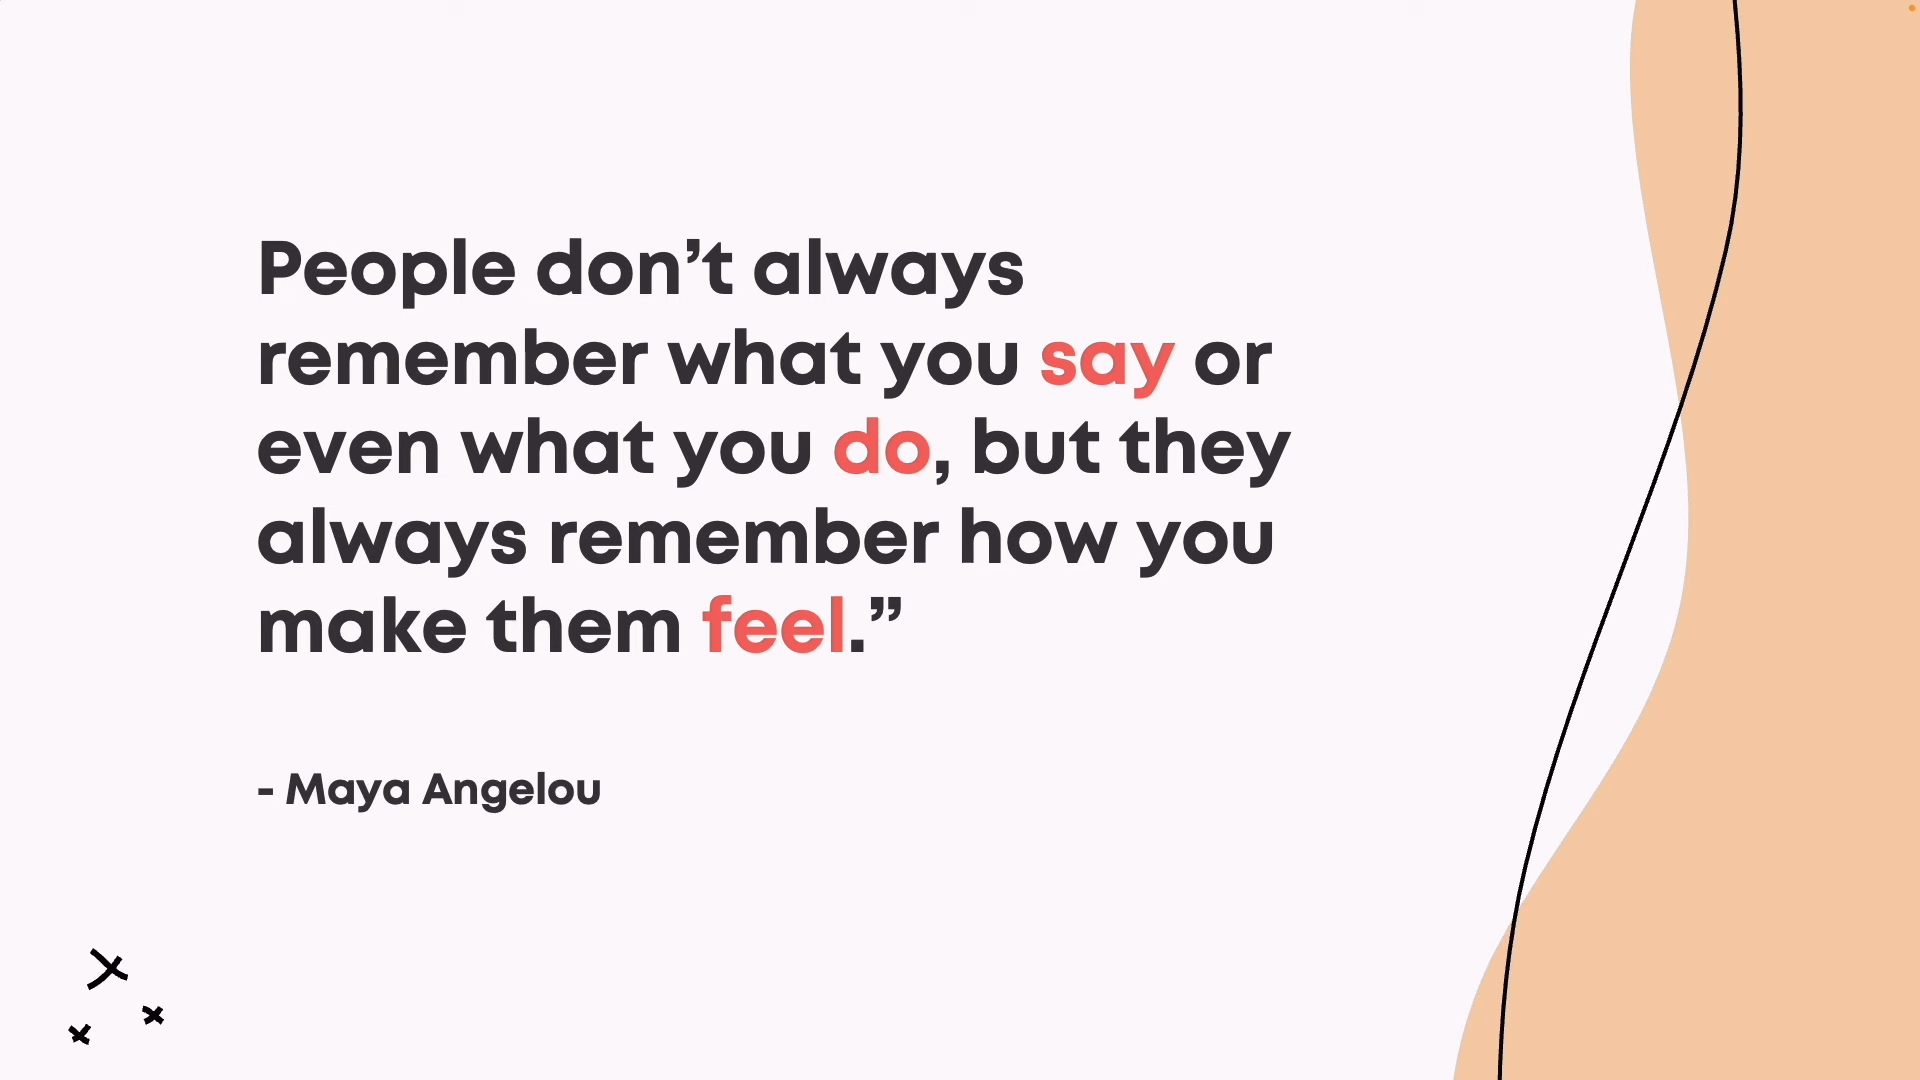 People don’t always
remember what you say or
even what you do, but they
always remember how you
make them feel.”
- Maya Angelou